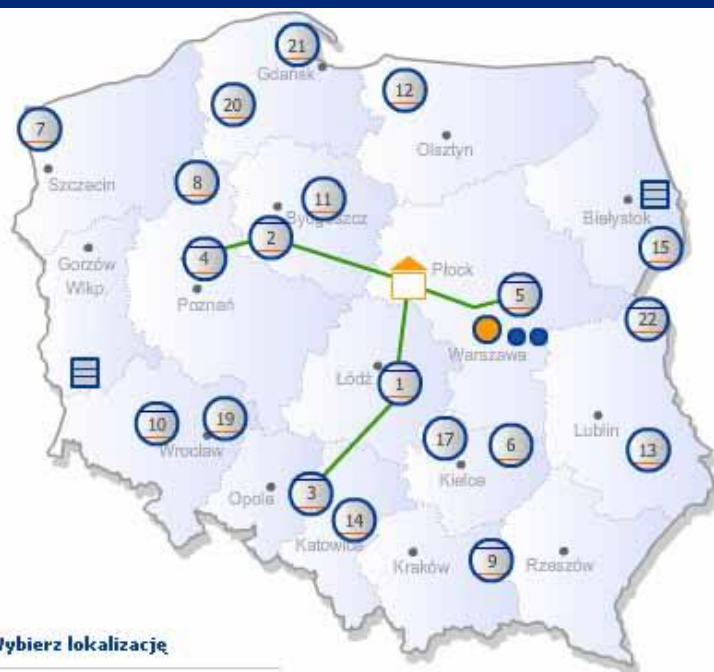 21
Gdańsk
12
20
7
Olsztyn
Szczecin
8
11
Bydgoszcz
Białystok
2
15
4
Gorzów
Wlkp.
Płock
5
Poznań
22
Warszawa
Łódź
1
10
19
Wrocław
17
6
Lublin
13
Kielce
Opole
3
14
Katowice
Kraków
9
Rzeszów
Wybierz lokalizację